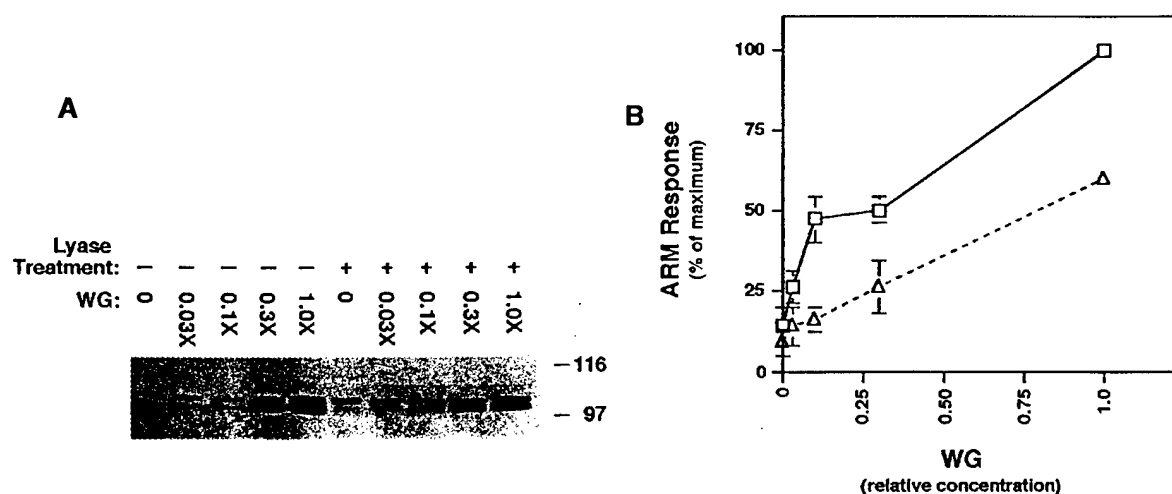 A
Lyase
Treatment: – – – – – + + + + +
WG: 0 0.03X 0.1X 0.3X 1.0X 0 0.03X 0.1X 0.3X 1.0X
–116
– 97
B
ARM Response
(% of maximum)
100
75
50
25
0
0 0.25 0.50 0.75 1.0
WG
(relative concentration)